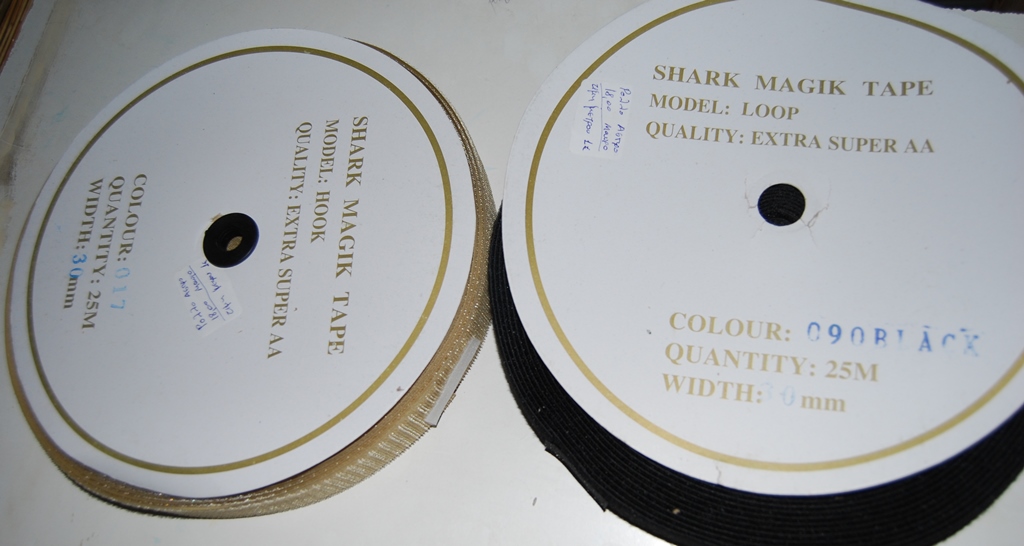 SHARK MAGIK TAPE
MODEL: HOOK
QUALITY: EXTRA SUPER AA
COLOUR: 017
QUANTITY: 25M
WIDTH: 30mm
SHARK MAGIK TAPE
MODEL: LOOP
QUALITY: EXTRA SUPER AA
COLOUR: 090BLACK
QUANTITY: 25M
WIDTH: 30mm